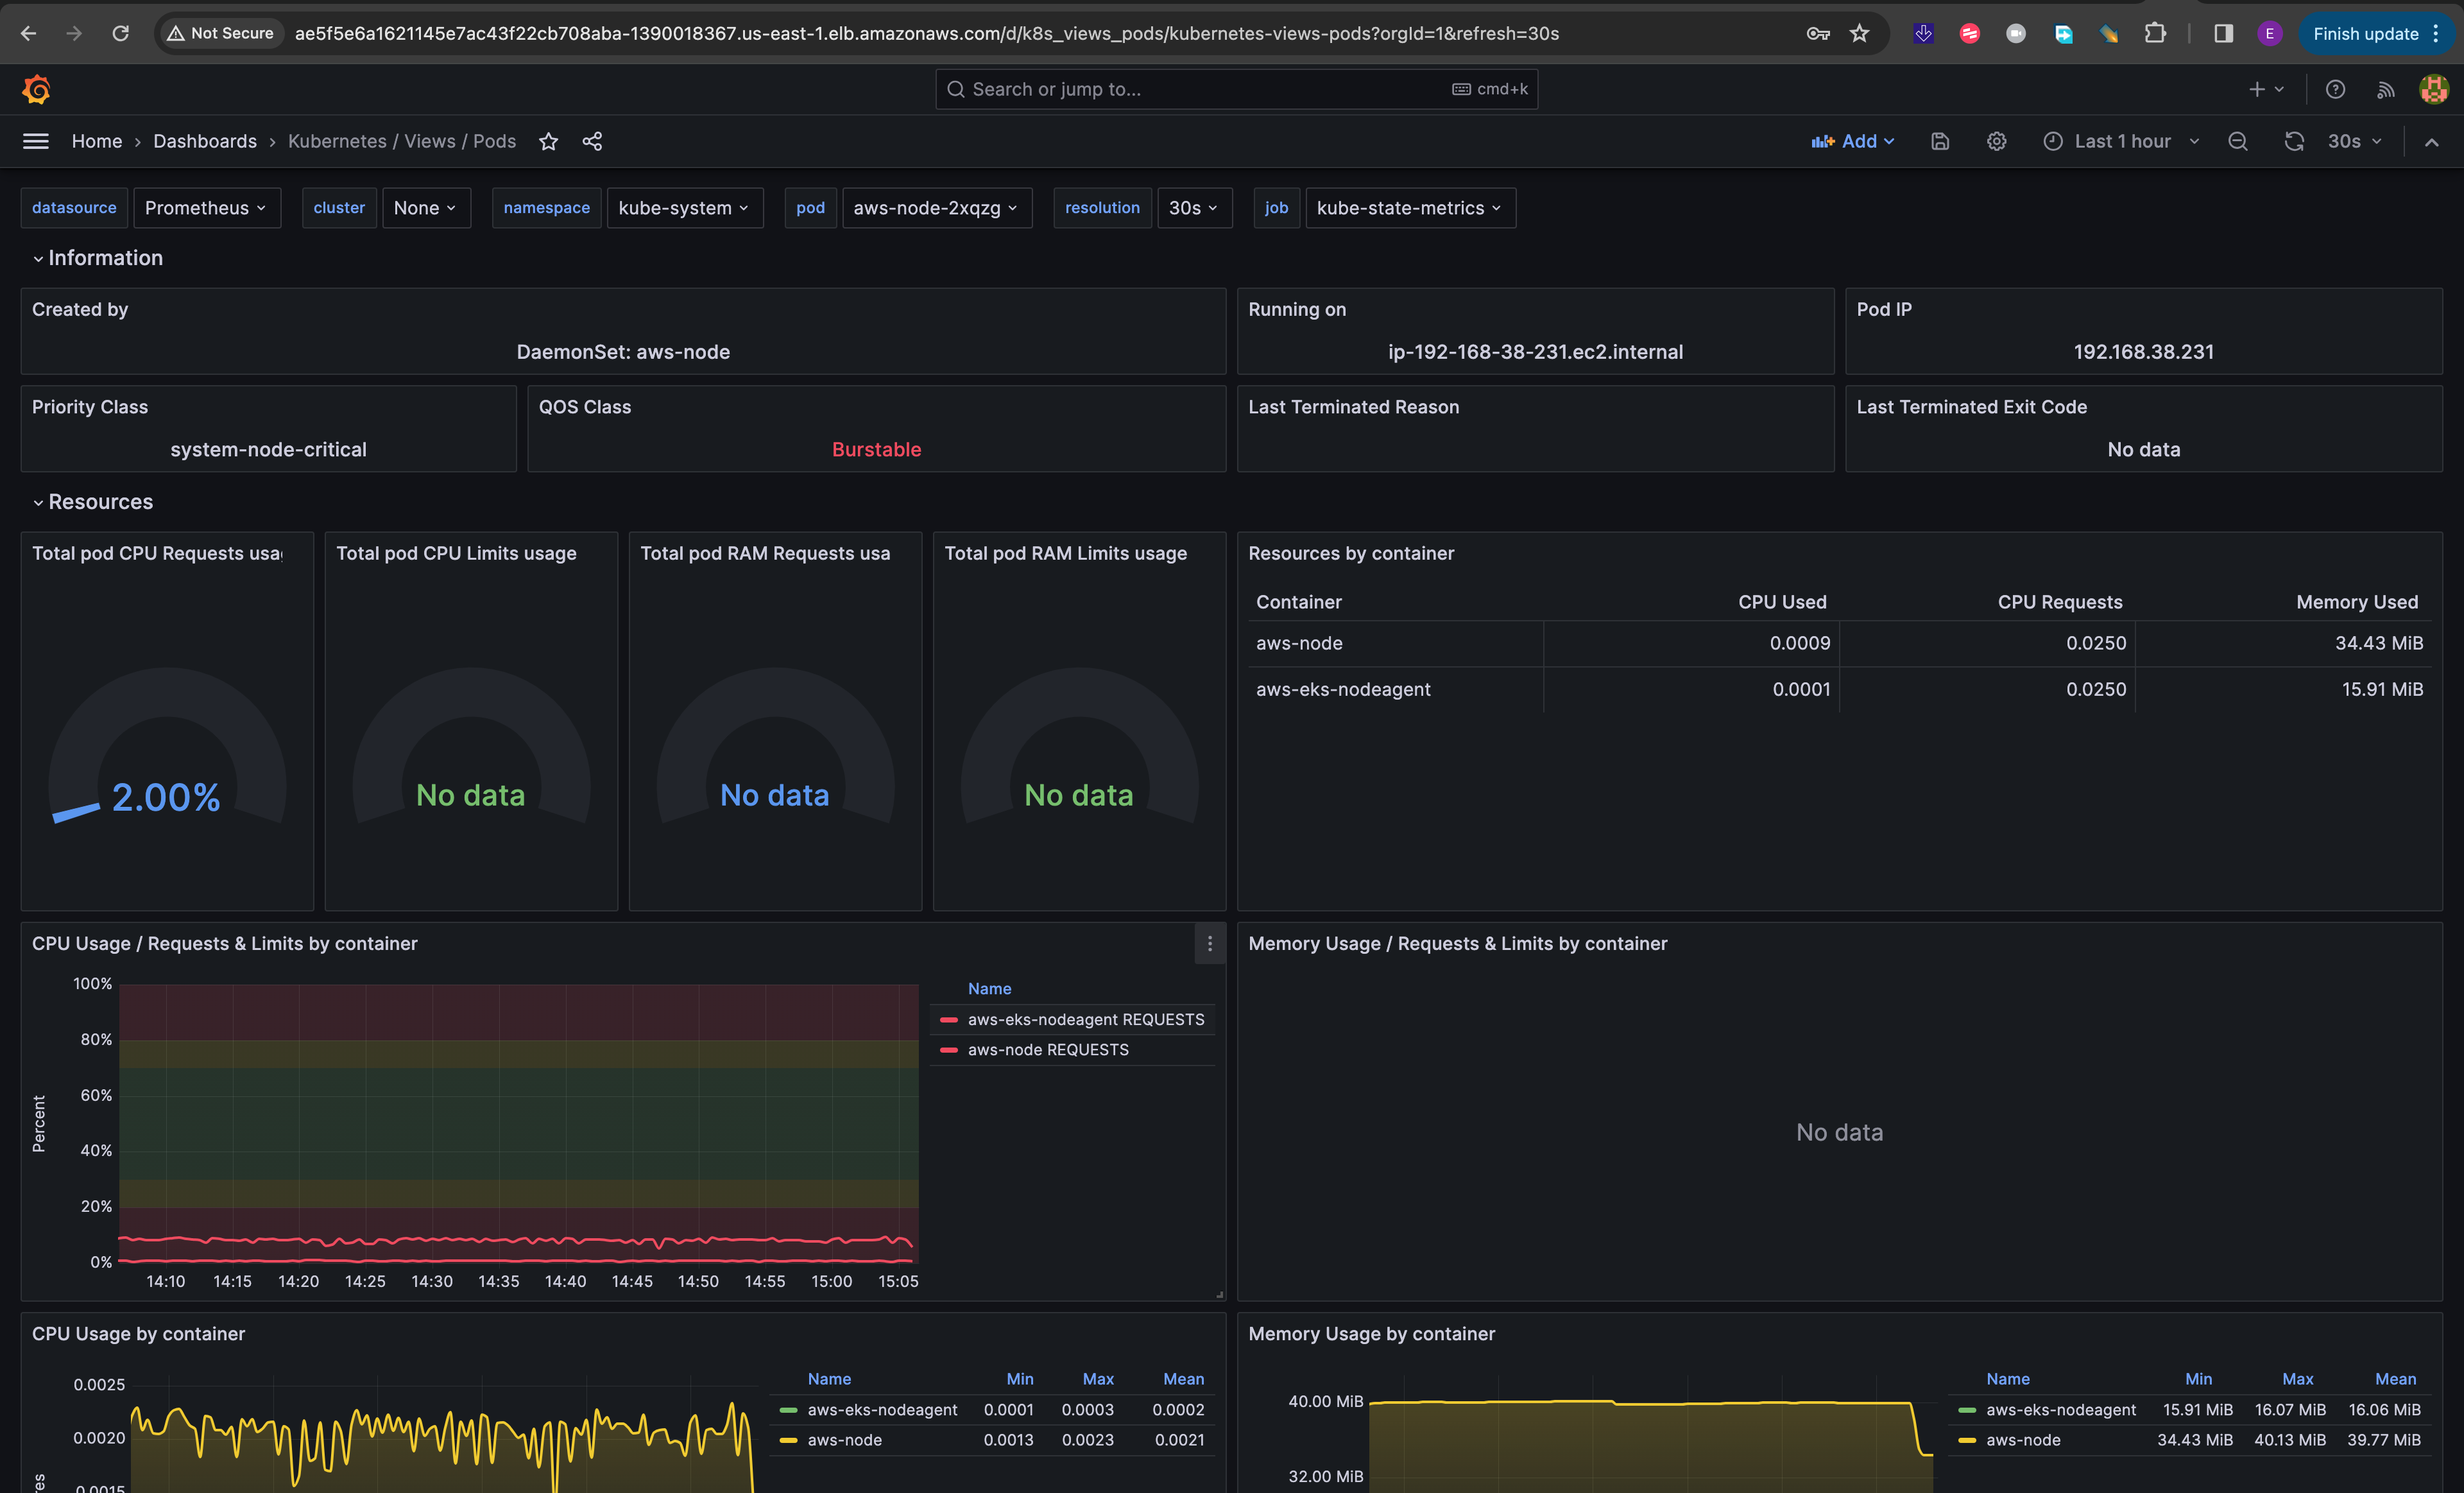 Not Secure ae5f5e6a1621145e7ac43f22cb708aba-1390018367.us-east-1.elb.amazonaws.com/d/k8s_views_pods/kubernetes-views-pods?orgId=1&refresh=30s E Finish update
Search or jump to... cmd+k
Home › Dashboards › Kubernetes / Views / Pods Add Last 1 hour 30s
datasource Prometheus cluster None namespace kube-system pod aws-node-2xqzg resolution 30s job kube-state-metrics
Information
Created by
DaemonSet: aws-node
Running on
ip-192-168-38-231.ec2.internal
Pod IP
192.168.38.231
Priority Class
system-node-critical
QOS Class
Burstable
Last Terminated Reason
Last Terminated Exit Code
No data
Resources
Total pod CPU Requests usa
2.00%
Total pod CPU Limits usage
No data
Total pod RAM Requests usa
No data
Total pod RAM Limits usage
No data
Resources by container
Container CPU Used CPU Requests Memory Used
aws-node 0.0009 0.0250 34.43 MiB
aws-eks-nodeagent 0.0001 0.0250 15.91 MiB
CPU Usage / Requests & Limits by container
Percent
100%
80%
60%
40%
20%
0%
14:10 14:15 14:20 14:25 14:30 14:35 14:40 14:45 14:50 14:55 15:00 15:05
Name
aws-eks-nodeagent REQUESTS
aws-node REQUESTS
Memory Usage / Requests & Limits by container
No data
CPU Usage by container
0.0025
0.0020
0.0015
Name Min Max Mean
aws-eks-nodeagent 0.0001 0.0003 0.0002
aws-node 0.0013 0.0023 0.0021
Memory Usage by container
40.00 MiB
32.00 MiB
Name Min Max Mean
aws-eks-nodeagent 15.91 MiB 16.07 MiB 16.06 MiB
aws-node 34.43 MiB 40.13 MiB 39.77 MiB